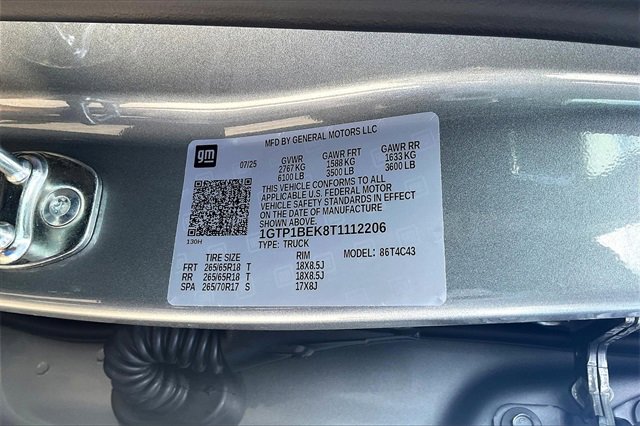 MFD BY GENERAL MOTORS LLC
gm 07/25 GVWR GAWR FRT GAWR RR
2767 KG 1588 KG 1633 KG
6100 LB 3500 LB 3600 LB
THIS VEHICLE CONFORMS TO ALL
APPLICABLE U.S. FEDERAL MOTOR
VEHICLE SAFETY STANDARDS IN EFFECT
ON THE DATE OF MANUFACTURE
SHOWN ABOVE.
1GTP1BEK8T1112206
130H TYPE: TRUCK MODEL: 86T4C43
TIRE SIZE RIM
FRT 265/65R18 T 18X8.5J
RR 265/65R18 T 18X8.5J
SPA 265/70R17 S 17X8J